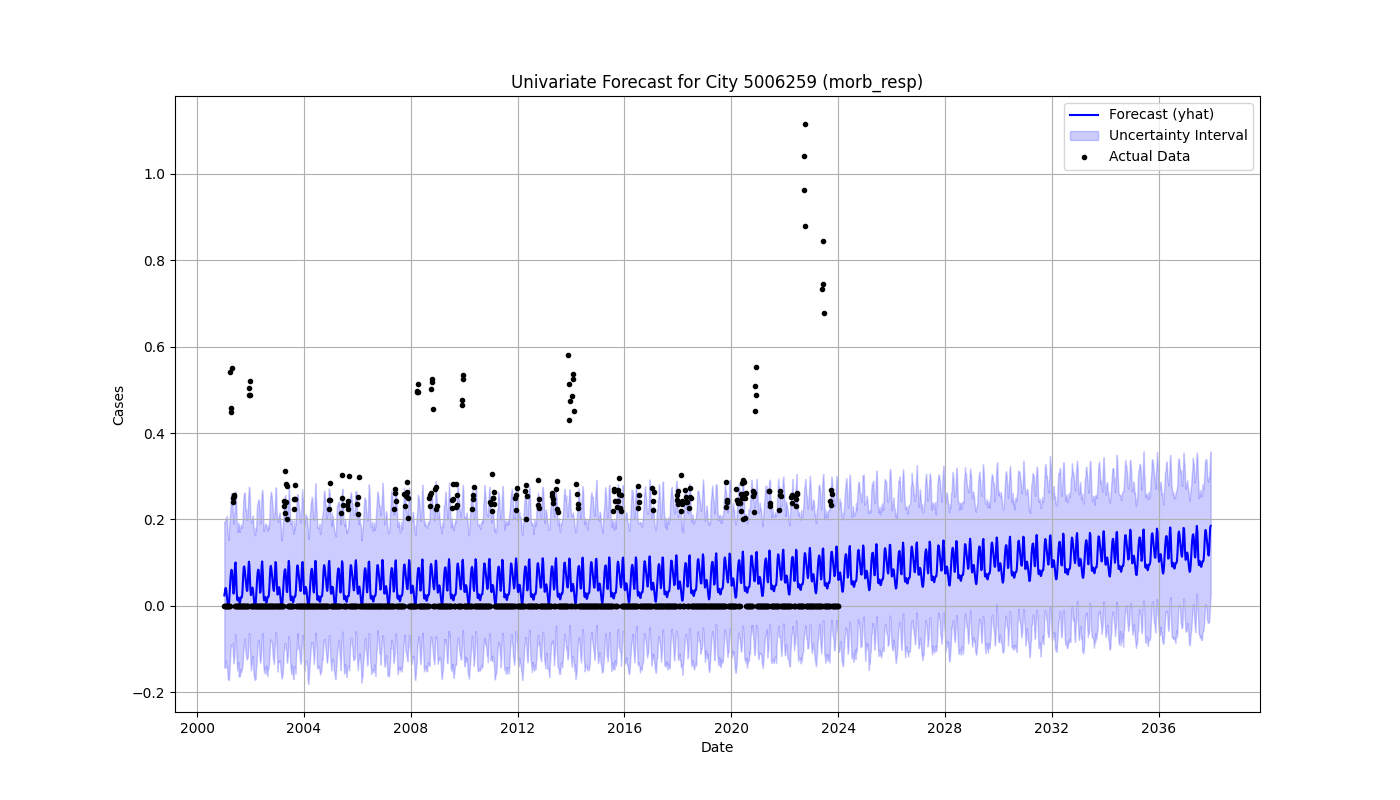 Univariate Forecast for City 5006259 (morb_resp)
Forecast (yhat)
Uncertainty Interval
Actual Data
Cases
1.0
0.8
0.6
0.4
0.2
0.0
−0.2
2000 2004 2008 2012 2016 2020 2024 2028 2032 2036
Date